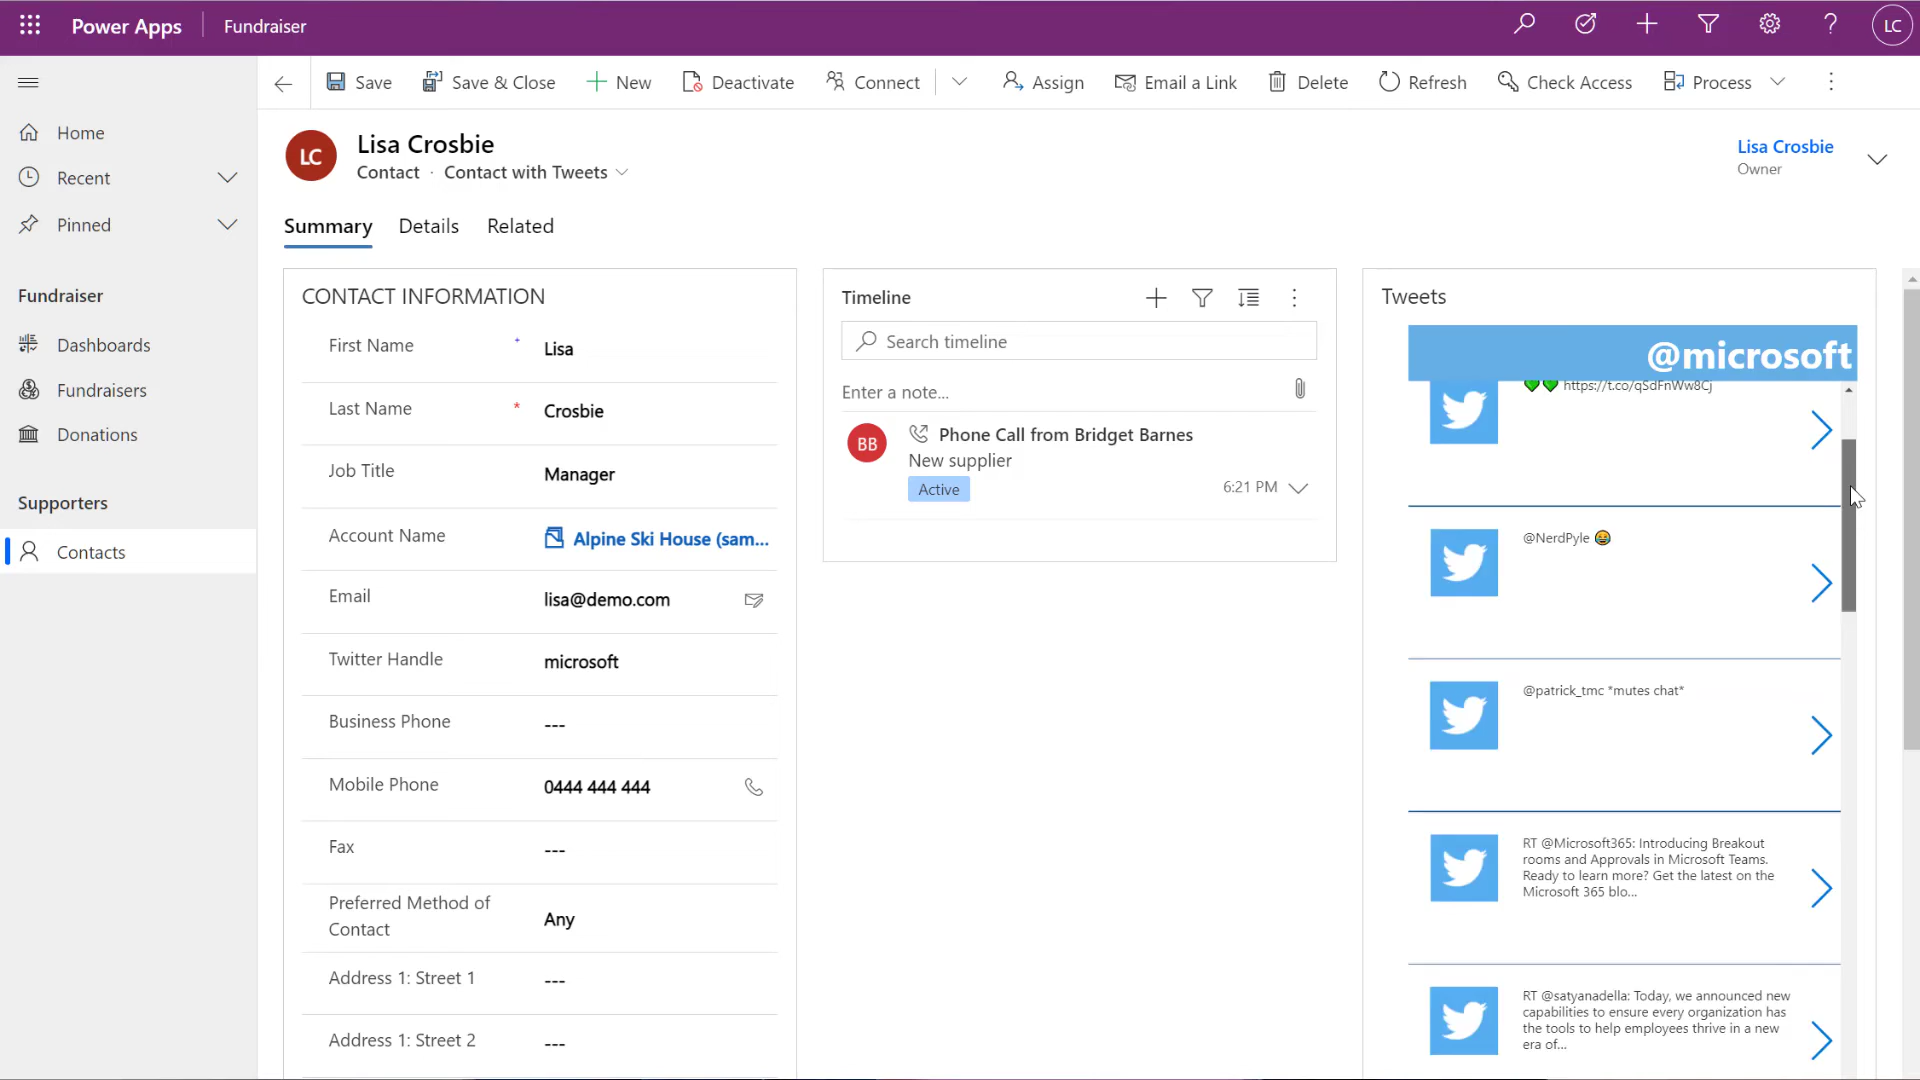 Power Apps
Fundraiser
LC
Save
Save & Close
New
Deactivate
Connect
Assign
Email a Link
Delete
Refresh
Check Access
Process
Home
Recent
Pinned
Fundraiser
Dashboards
Fundraisers
Donations
Supporters
Contacts
LC
Lisa Crosbie
Contact · Contact with Tweets
Lisa Crosbie
Owner
Summary
Details
Related
CONTACT INFORMATION
First Name + Lisa
Last Name * Crosbie
Job Title Manager
Account Name Alpine Ski House (sam...
Email lisa@demo.com
Twitter Handle microsoft
Business Phone ---
Mobile Phone 0444 444 444
Fax ---
Preferred Method of
Contact
Any
Address 1: Street 1 ---
Address 1: Street 2 ---
Timeline
Search timeline
Enter a note...
BB
Phone Call from Bridget Barnes
New supplier
Active
6:21 PM
Tweets
@microsoft
💚💚 https://t.co/qSdFnWw8Cj
@NerdPyle 😂
@patrick_tmc *mutes chat*
RT @Microsoft365: Introducing Breakout
rooms and Approvals in Microsoft Teams.
Ready to learn more? Get the latest on the
Microsoft 365 blo...
RT @satyanadella: Today, we announced new
capabilities to ensure every organization has
the tools to help employees thrive in a new
era of...